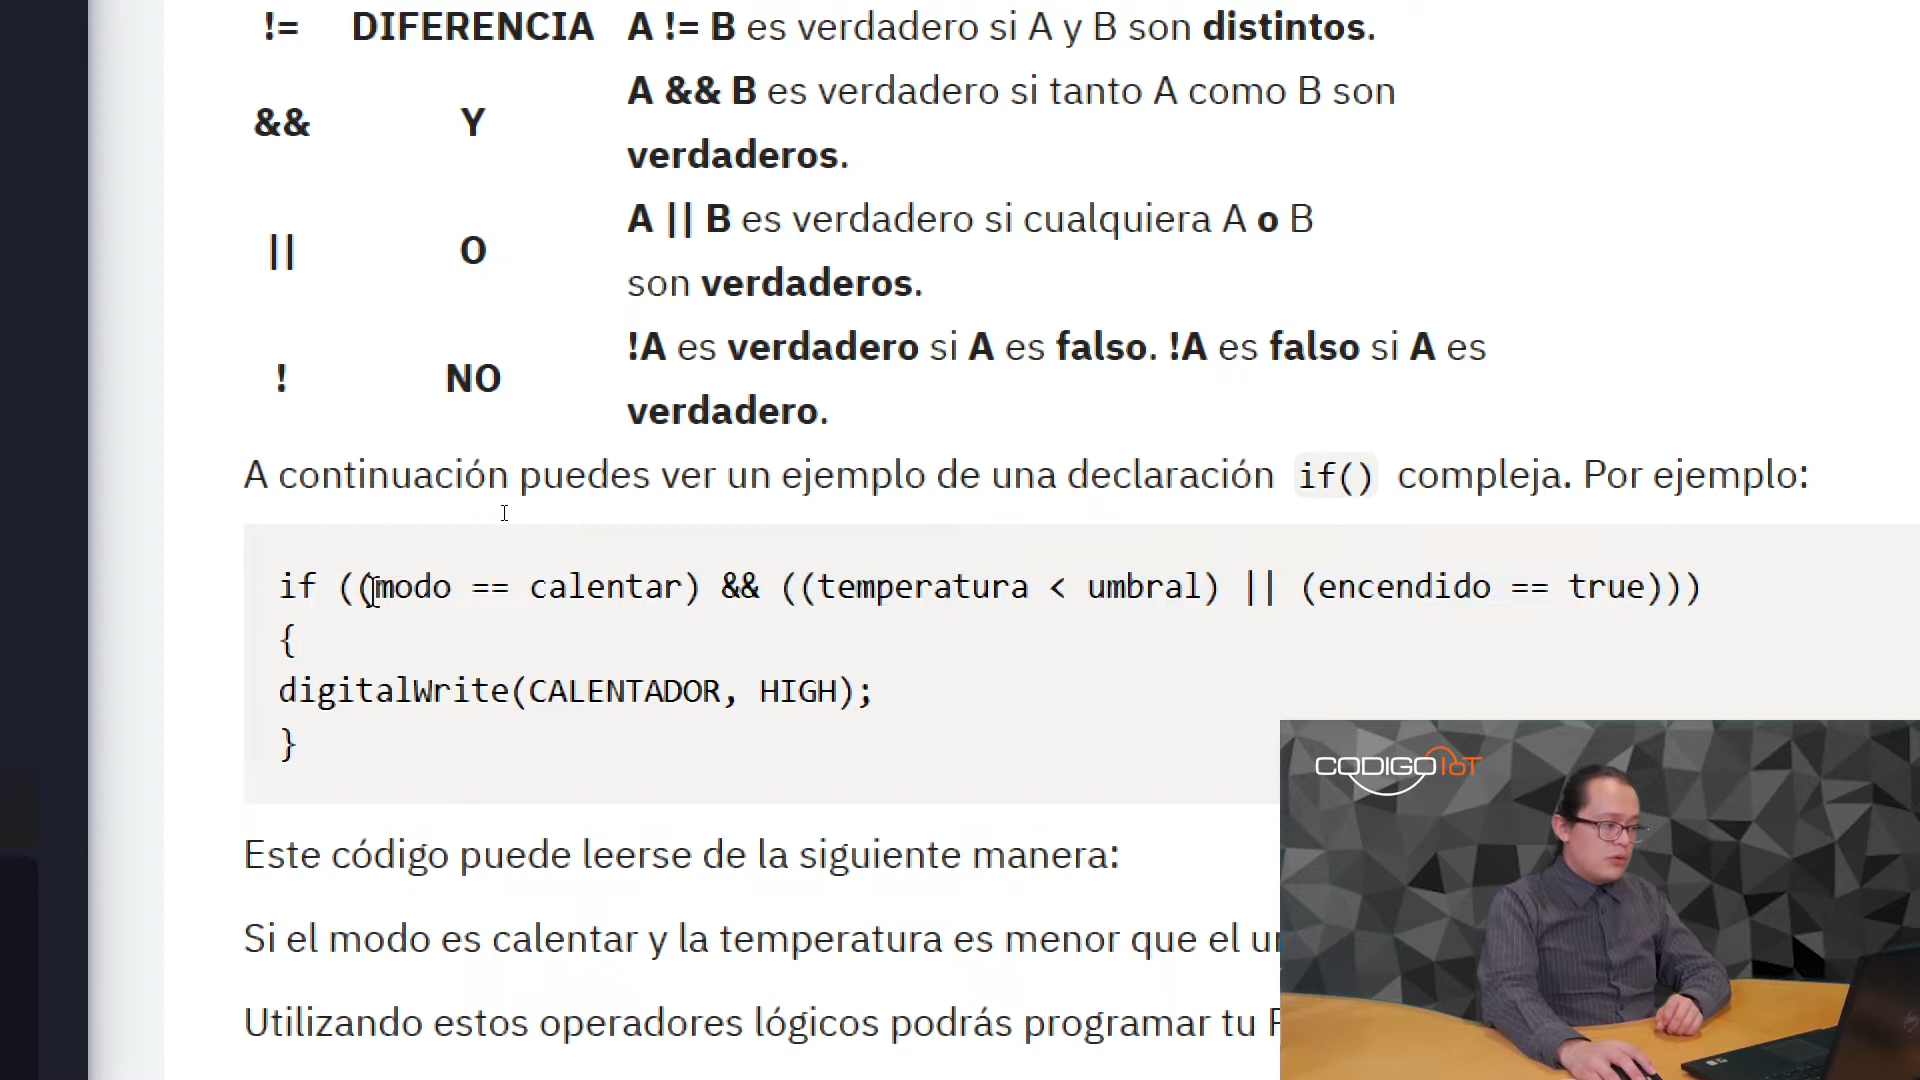 != DIFERENCIA A != B es verdadero si A y B son distintos.
&& Y A && B es verdadero si tanto A como B son
verdaderos.
|| O A || B es verdadero si cualquiera A o B
son verdaderos.
! NO !A es verdadero si A es falso. !A es falso si A es
verdadero.
A continuación puedes ver un ejemplo de una declaración if() compleja. Por ejemplo:
if ((modo == calentar) && ((temperatura < umbral) || (encendido == true)))
{
digitalWrite(CALENTADOR, HIGH);
}
CODIGO IoT
Este código puede leerse de la siguiente manera:
Si el modo es calentar y la temperatura es menor que el
Utilizando estos operadores lógicos podrás programar tu